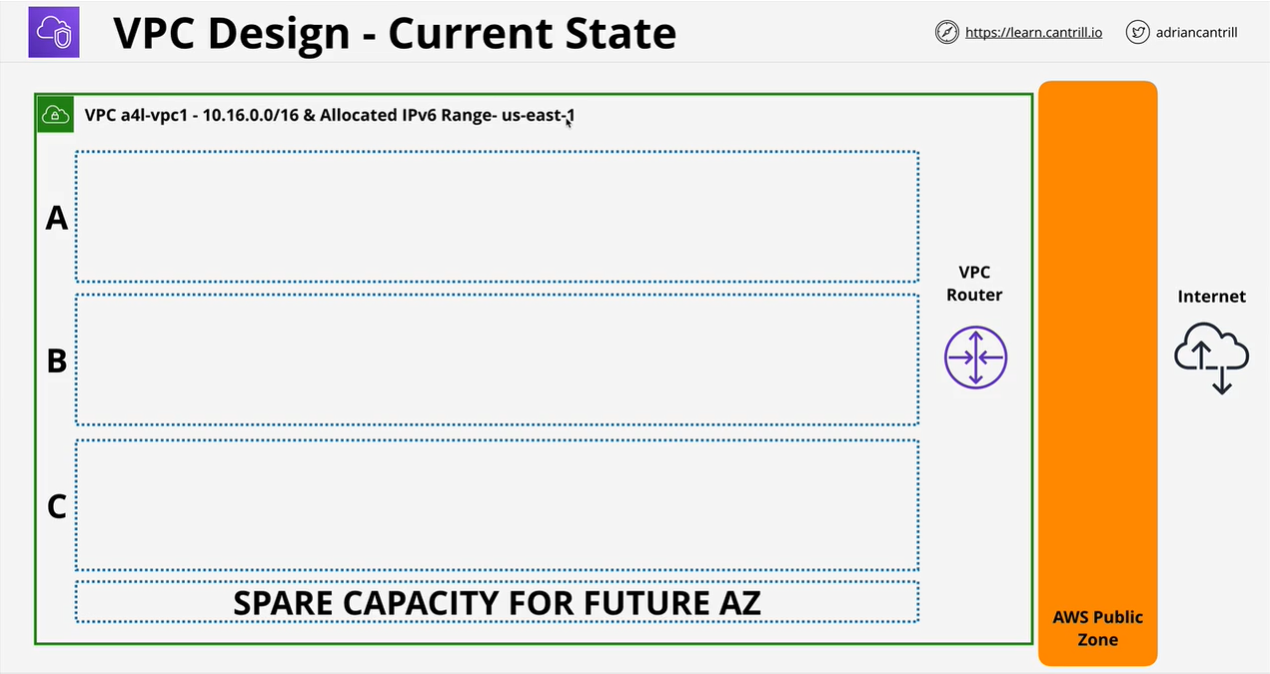 VPC Design - Current State
https://learn.cantrill.io
adriancantrill
VPC a4l-vpc1 - 10.16.0.0/16 & Allocated IPv6 Range- us-east-1
A
B
C
VPC
Router
Internet
SPARE CAPACITY FOR FUTURE AZ
AWS Public
Zone